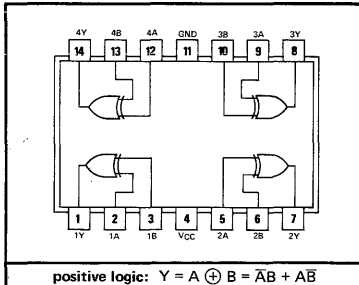 4Y 4B 4A GND 3B 3A 3Y
14 13 12 11 10 9 8
1 2 3 4 5 6 7
1Y 1A 1B VCC 2A 2B 2Y
positive logic: Y = A ⊕ B = A̅B + AB̅